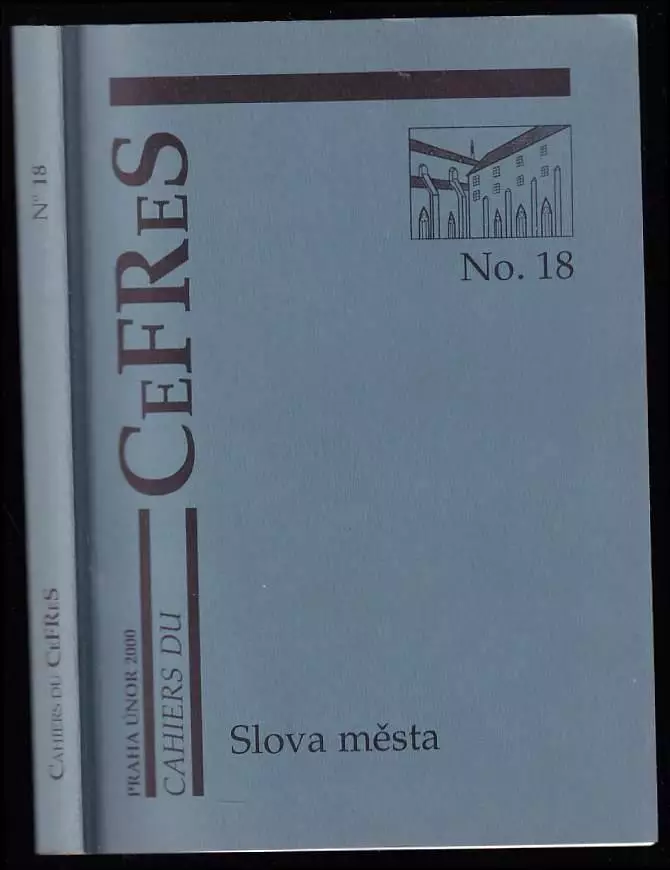 CAHIERS DU CEFRES
N° 18
PRAHA ÚNOR 2000
CAHIERS DU
CEFRES
No. 18
Slova města